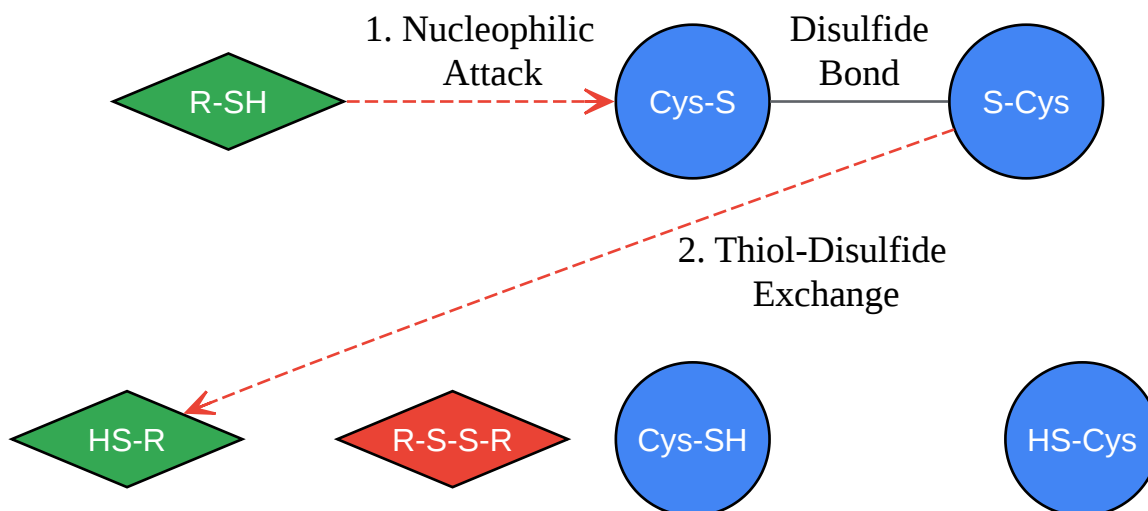 1. Nucleophilic
Attack
Disulfide
Bond
R-SH
Cys-S
S-Cys
2. Thiol-Disulfide
Exchange
HS-R
R-S-S-R
Cys-SH
HS-Cys